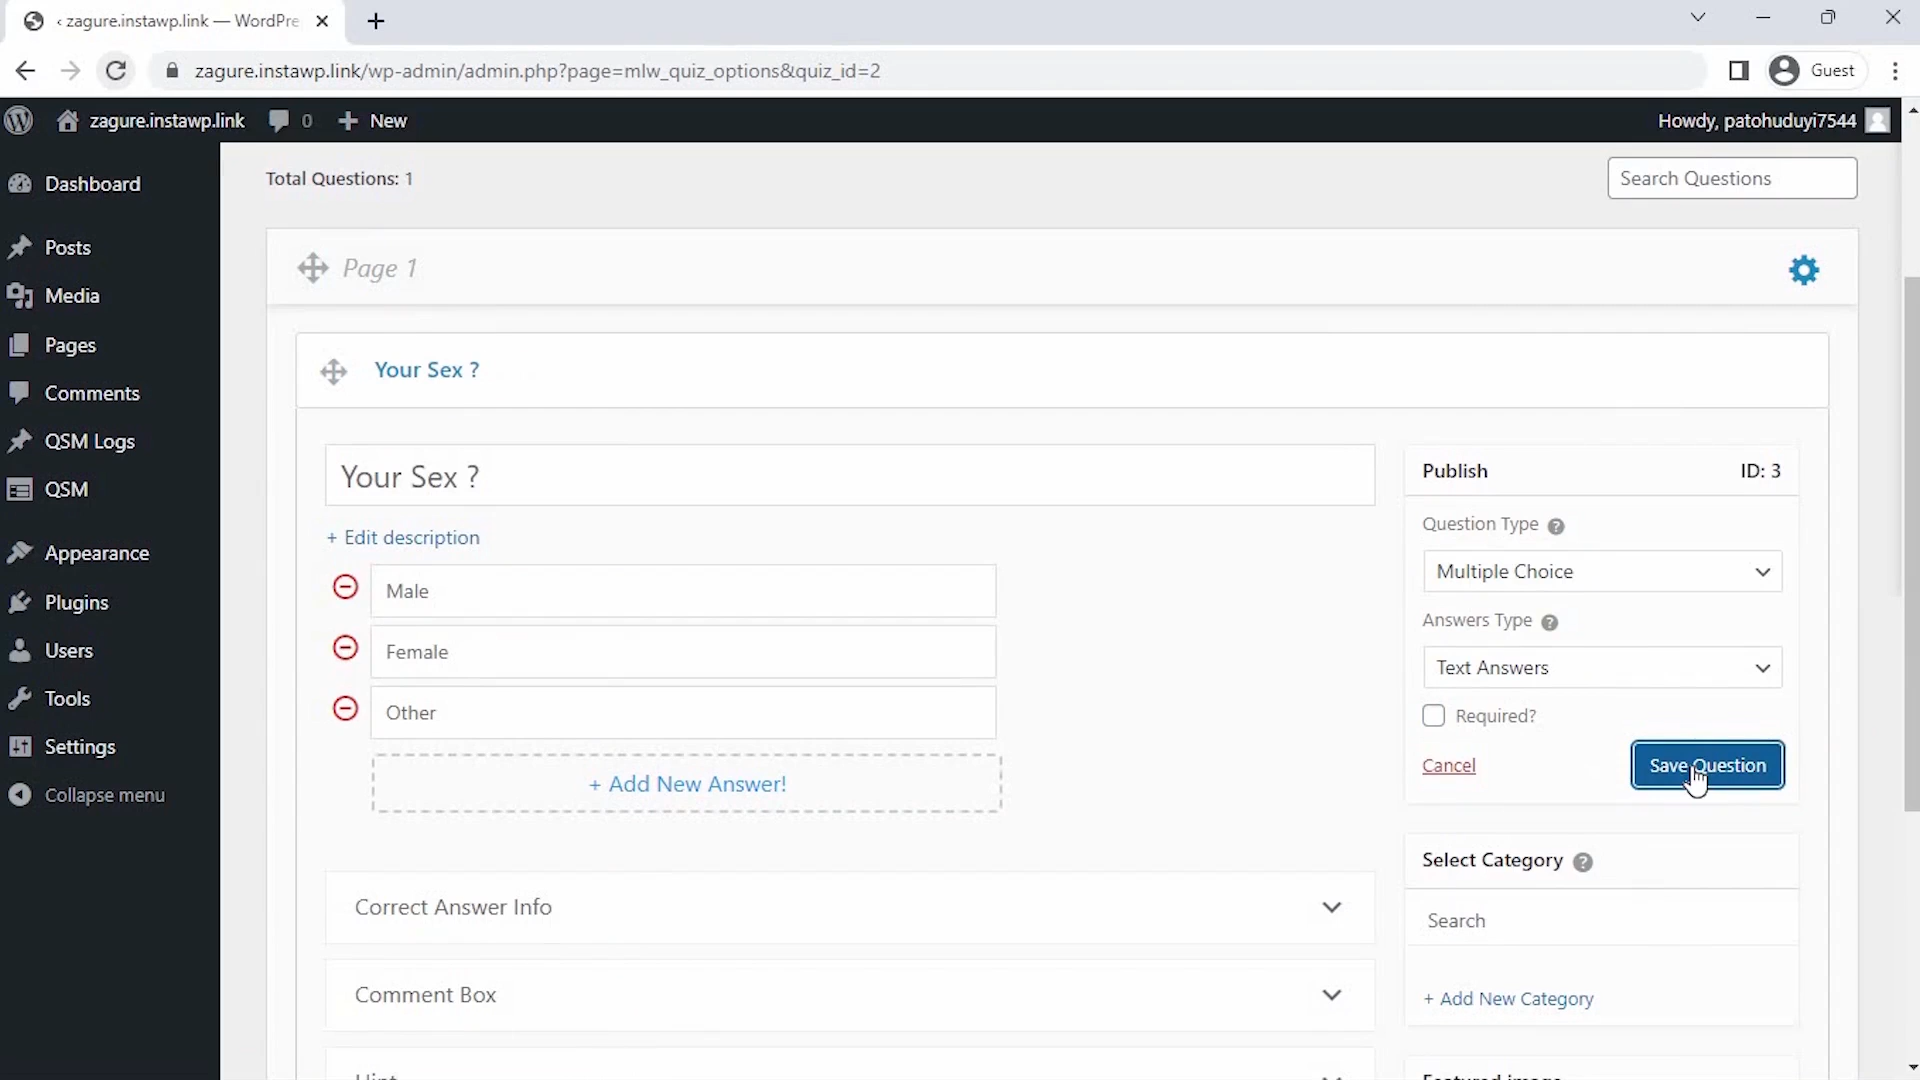 ‹ zagure.instawp.link — WordPre
zagure.instawp.link/wp-admin/admin.php?page=mlw_quiz_options&quiz_id=2
Guest
zagure.instawp.link
0
New
Howdy, patohuduyi7544
Dashboard
Posts
Media
Pages
Comments
QSM Logs
QSM
Appearance
Plugins
Users
Tools
Settings
Collapse menu
Total Questions: 1
Search Questions
Page 1
Your Sex ?
Your Sex ?
+ Edit description
Male
Female
Other
+ Add New Answer!
Correct Answer Info
Comment Box
Publish
ID: 3
Question Type
Multiple Choice
Answers Type
Text Answers
Required?
Cancel
Save Question
Select Category
Search
+ Add New Category